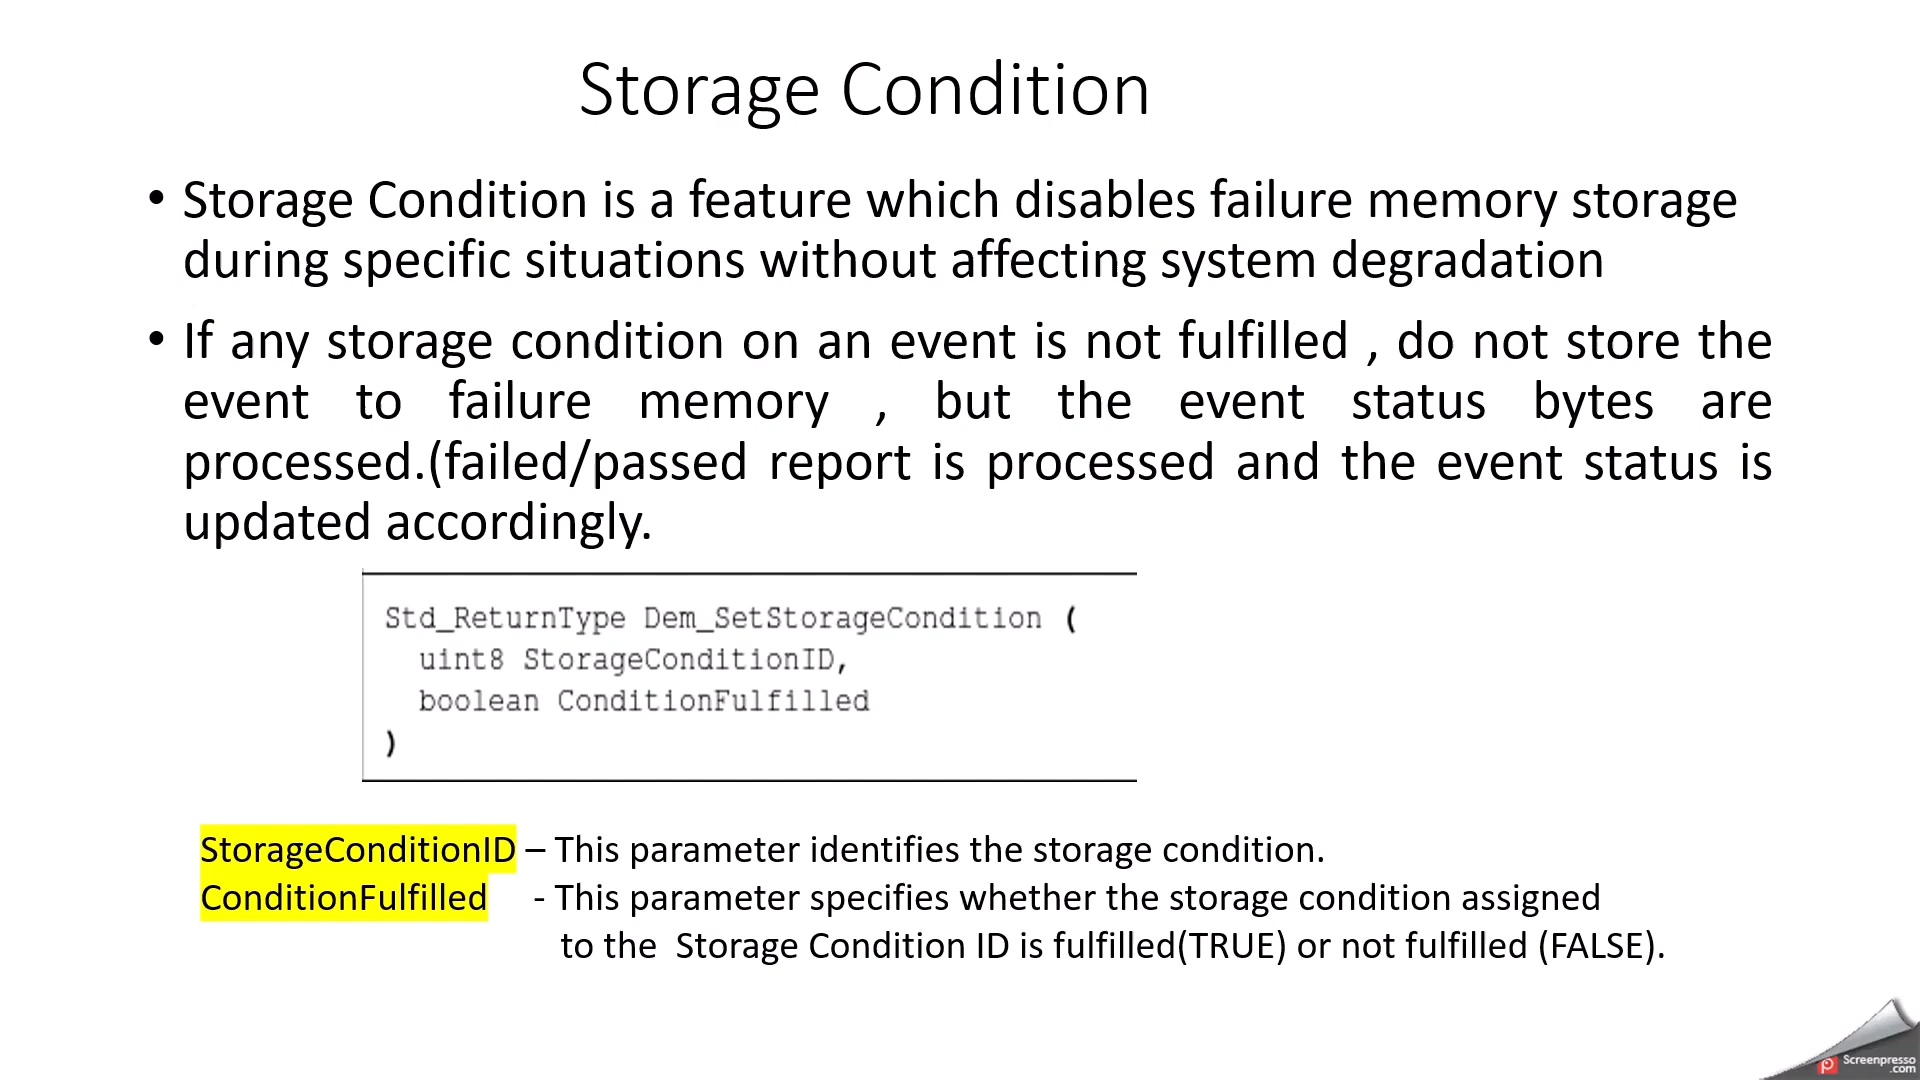 Storage Condition
• Storage Condition is a feature which disables failure memory storage
during specific situations without affecting system degradation
• If any storage condition on an event is not fulfilled , do not store the
event to failure memory , but the event status bytes are
processed.(failed/passed report is processed and the event status is
updated accordingly.
Std_ReturnType Dem_SetStorageCondition (
uint8 StorageConditionID,
boolean ConditionFulfilled
)
StorageConditionID – This parameter identifies the storage condition.
ConditionFulfilled - This parameter specifies whether the storage condition assigned
to the Storage Condition ID is fulfilled(TRUE) or not fulfilled (FALSE).
Screenpresso
.com